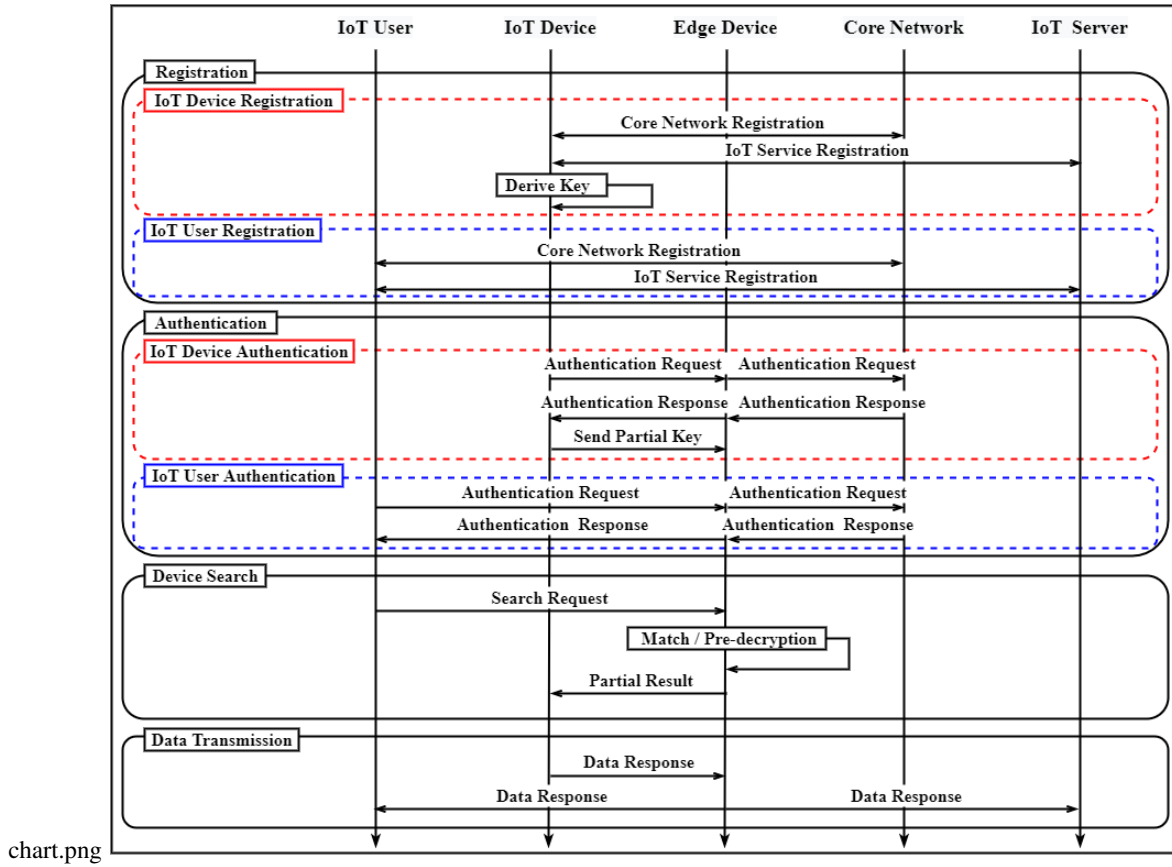 IoT User IoT Device Edge Device Core Network IoT Server
Registration
IoT Device Registration
Core Network Registration
IoT Service Registration
Derive Key
IoT User Registration
Core Network Registration
IoT Service Registration
Authentication
IoT Device Authentication
Authentication Request Authentication Request
Authentication Response Authentication Response
Send Partial Key
IoT User Authentication
Authentication Request Authentication Request
Authentication Response Authentication Response
Device Search
Search Request
Match / Pre-decryption
Partial Result
Data Transmission
Data Response
Data Response Data Response
chart.png